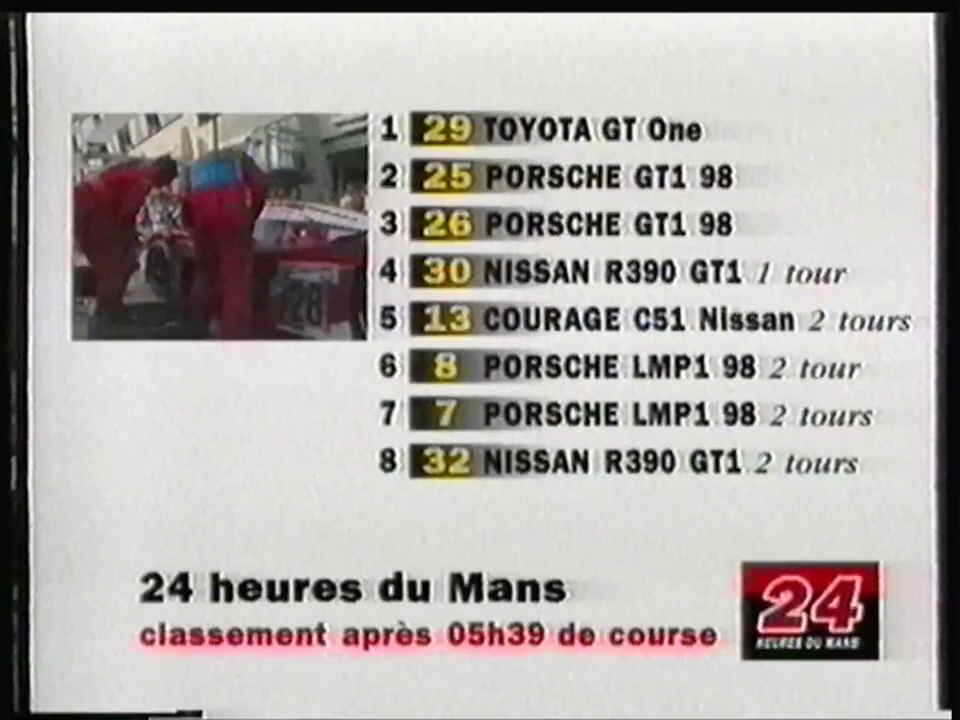 1 29 TOYOTA GT One
2 25 PORSCHE GT1 98
3 26 PORSCHE GT1 98
4 30 NISSAN R390 GT1 1 tour
5 13 COURAGE C51 Nissan 2 tours
6 8 PORSCHE LMP1 98 2 tour
7 7 PORSCHE LMP1 98 2 tours
8 32 NISSAN R390 GT1 2 tours
28
24 heures du Mans
classement après 05h39 de course
24
HEURES DU MANS